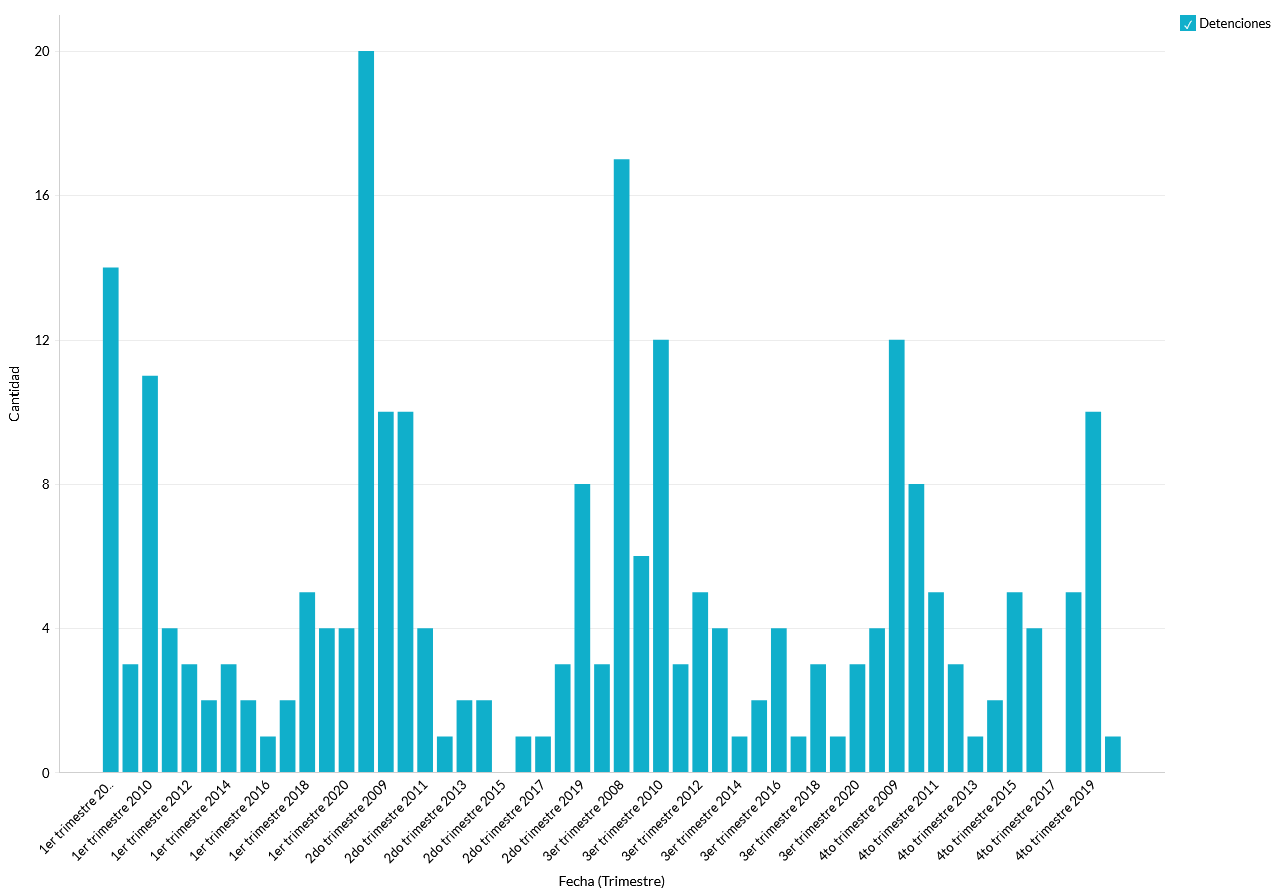 Detenciones
20
16
12
8
4
0
Cantidad
1er trimestre 20..
1er trimestre 2010
1er trimestre 2012
1er trimestre 2014
1er trimestre 2016
1er trimestre 2018
1er trimestre 2020
2do trimestre 2009
2do trimestre 2011
2do trimestre 2013
2do trimestre 2015
2do trimestre 2017
2do trimestre 2019
3er trimestre 2008
3er trimestre 2010
3er trimestre 2012
3er trimestre 2014
3er trimestre 2016
3er trimestre 2018
3er trimestre 2020
4to trimestre 2009
4to trimestre 2011
4to trimestre 2013
4to trimestre 2015
4to trimestre 2017
4to trimestre 2019
Fecha (Trimestre)